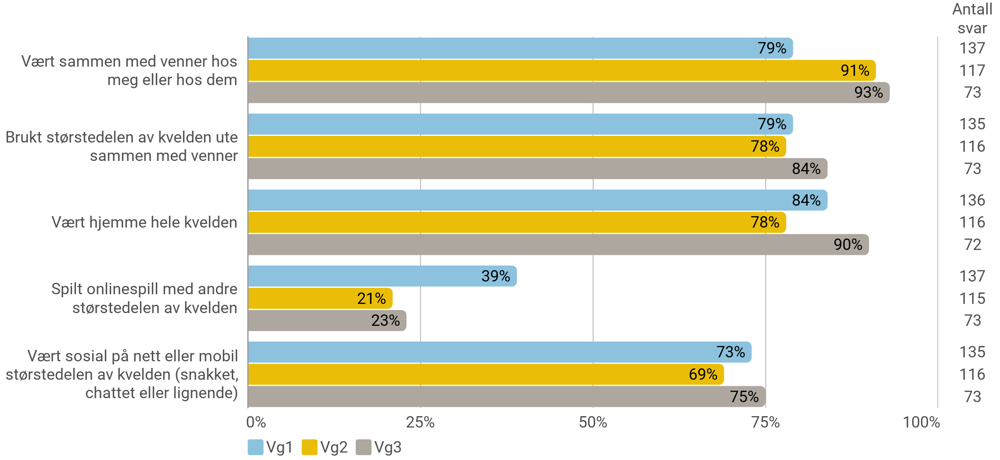 Antall
svar
Vært sammen med venner hos
meg eller hos dem
79%
137
91%
117
93%
73
Brukt størstedelen av kvelden ute
sammen med venner
79%
135
78%
116
84%
73
Vært hjemme hele kvelden
84%
136
78%
116
90%
72
Spilt onlinespill med andre
størstedelen av kvelden
39%
137
21%
115
23%
73
Vært sosial på nett eller mobil
størstedelen av kvelden (snakket,
chattet eller lignende)
73%
135
69%
116
75%
73
0% 25% 50% 75% 100%
Vg1 Vg2 Vg3